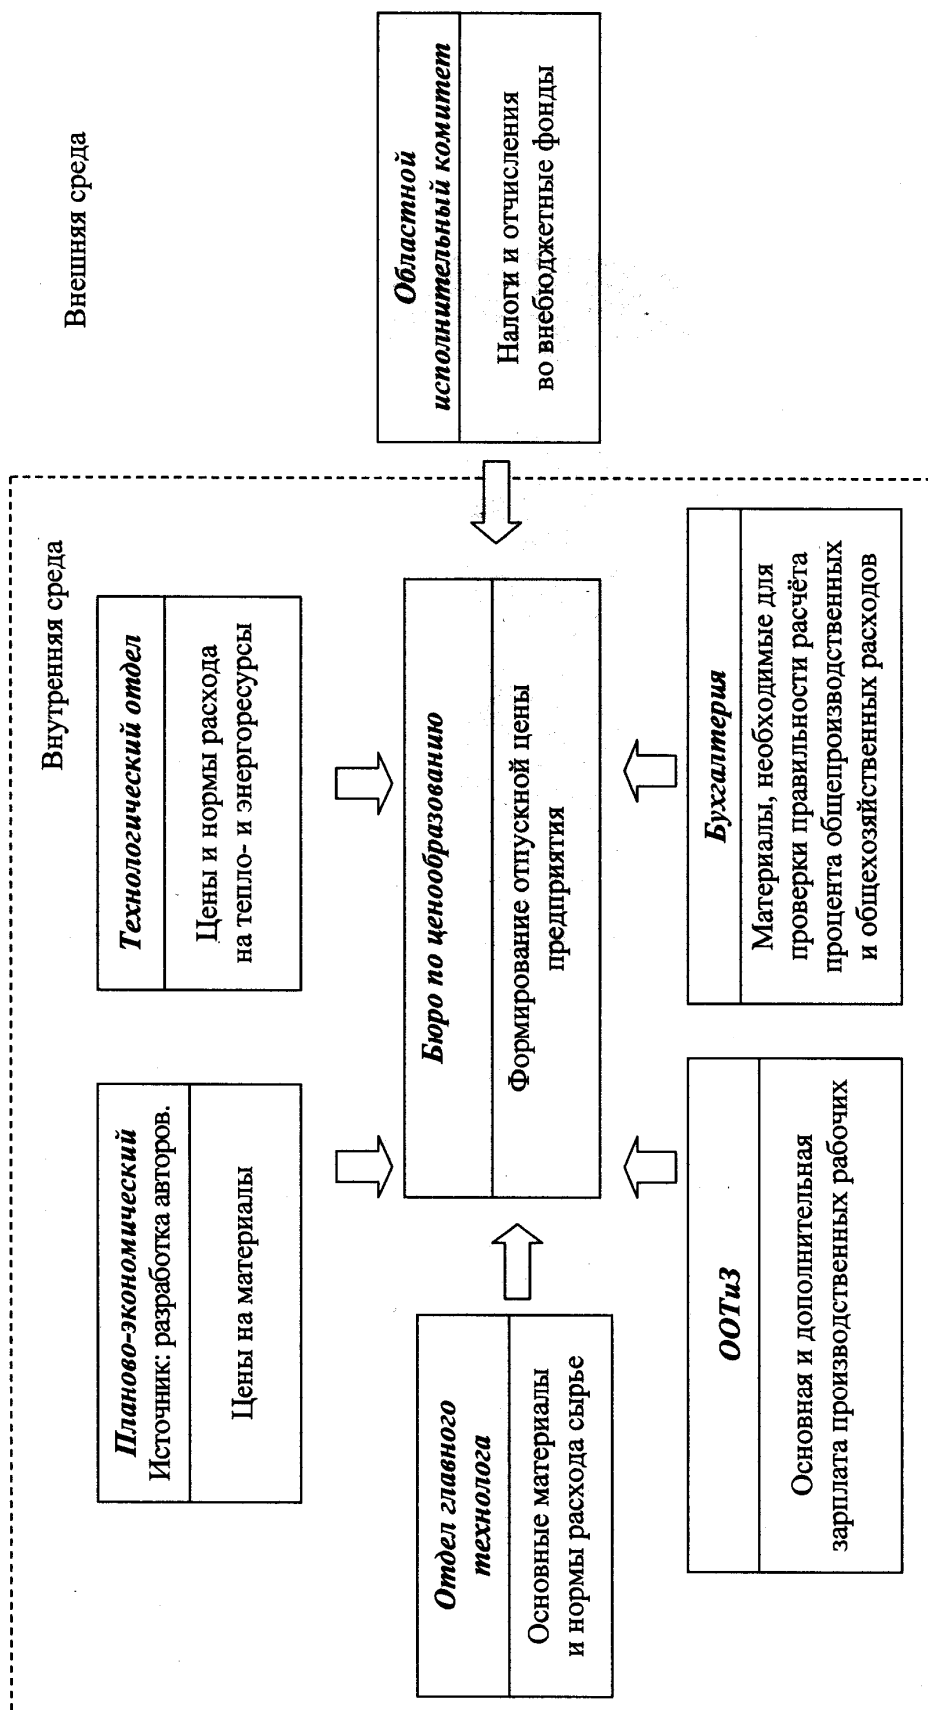 Внутренняя среда
Внешняя среда
Планово-экономический
Источник: разработка авторов.
Цены на материалы
Технологический отдел
Цены и нормы расхода
на тепло- и энергоресурсы
Отдел главного
технолога
Основные материалы
и нормы расхода сырье
Бюро по ценообразованию
Формирование отпускной цены
предприятия
Областной
исполнительный комитет
Налоги и отчисления
во внебюджетные фонды
ООТиЗ
Основная и дополнительная
зарплата производственных рабочих
Бухгалтерия
Материалы, необходимые для
проверки правильности расчёта
процента общепроизводственных
и общехозяйственных расходов